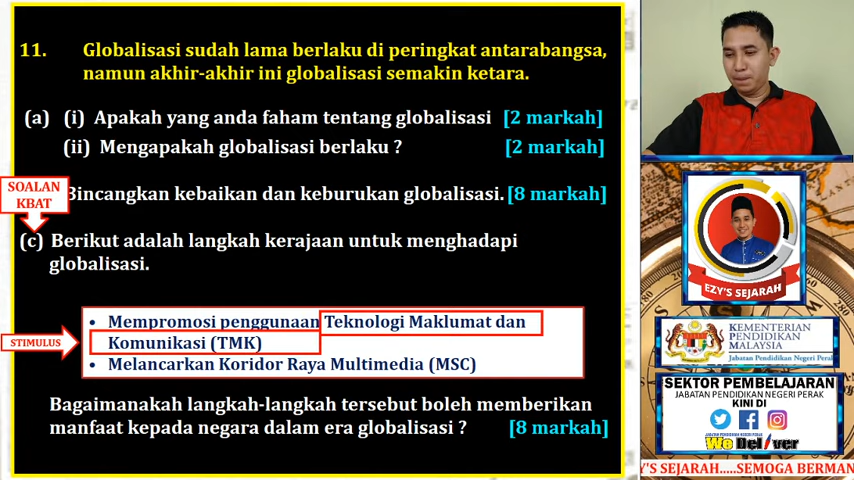 11. Globalisasi sudah lama berlaku di peringkat antarabangsa,
namun akhir-akhir ini globalisasi semakin ketara.
(a) (i) Apakah yang anda faham tentang globalisasi [2 markah]
(ii) Mengapakah globalisasi berlaku ? [2 markah]
SOALAN
KBAT
Bincangkan kebaikan dan keburukan globalisasi. [8 markah]
(c) Berikut adalah langkah kerajaan untuk menghadapi
globalisasi.
STIMULUS
• Mempromosi penggunaan Teknologi Maklumat dan
Komunikasi (TMK)
• Melancarkan Koridor Raya Multimedia (MSC)
Bagaimanakah langkah-langkah tersebut boleh memberikan
manfaat kepada negara dalam era globalisasi ? [8 markah]
EZY'S SEJARAH
KEMENTERIAN
PENDIDIKAN
MALAYSIA
Jabatan Pendidikan Negeri Perak
SEKTOR PEMBELAJARAN
JABATAN PENDIDIKAN NEGERI PERAK
KINI DI
JABATAN PENDIDIKAN NEGERI PERAK
We Deliver
Y'S SEJARAH.....SEMOGA BERMAN